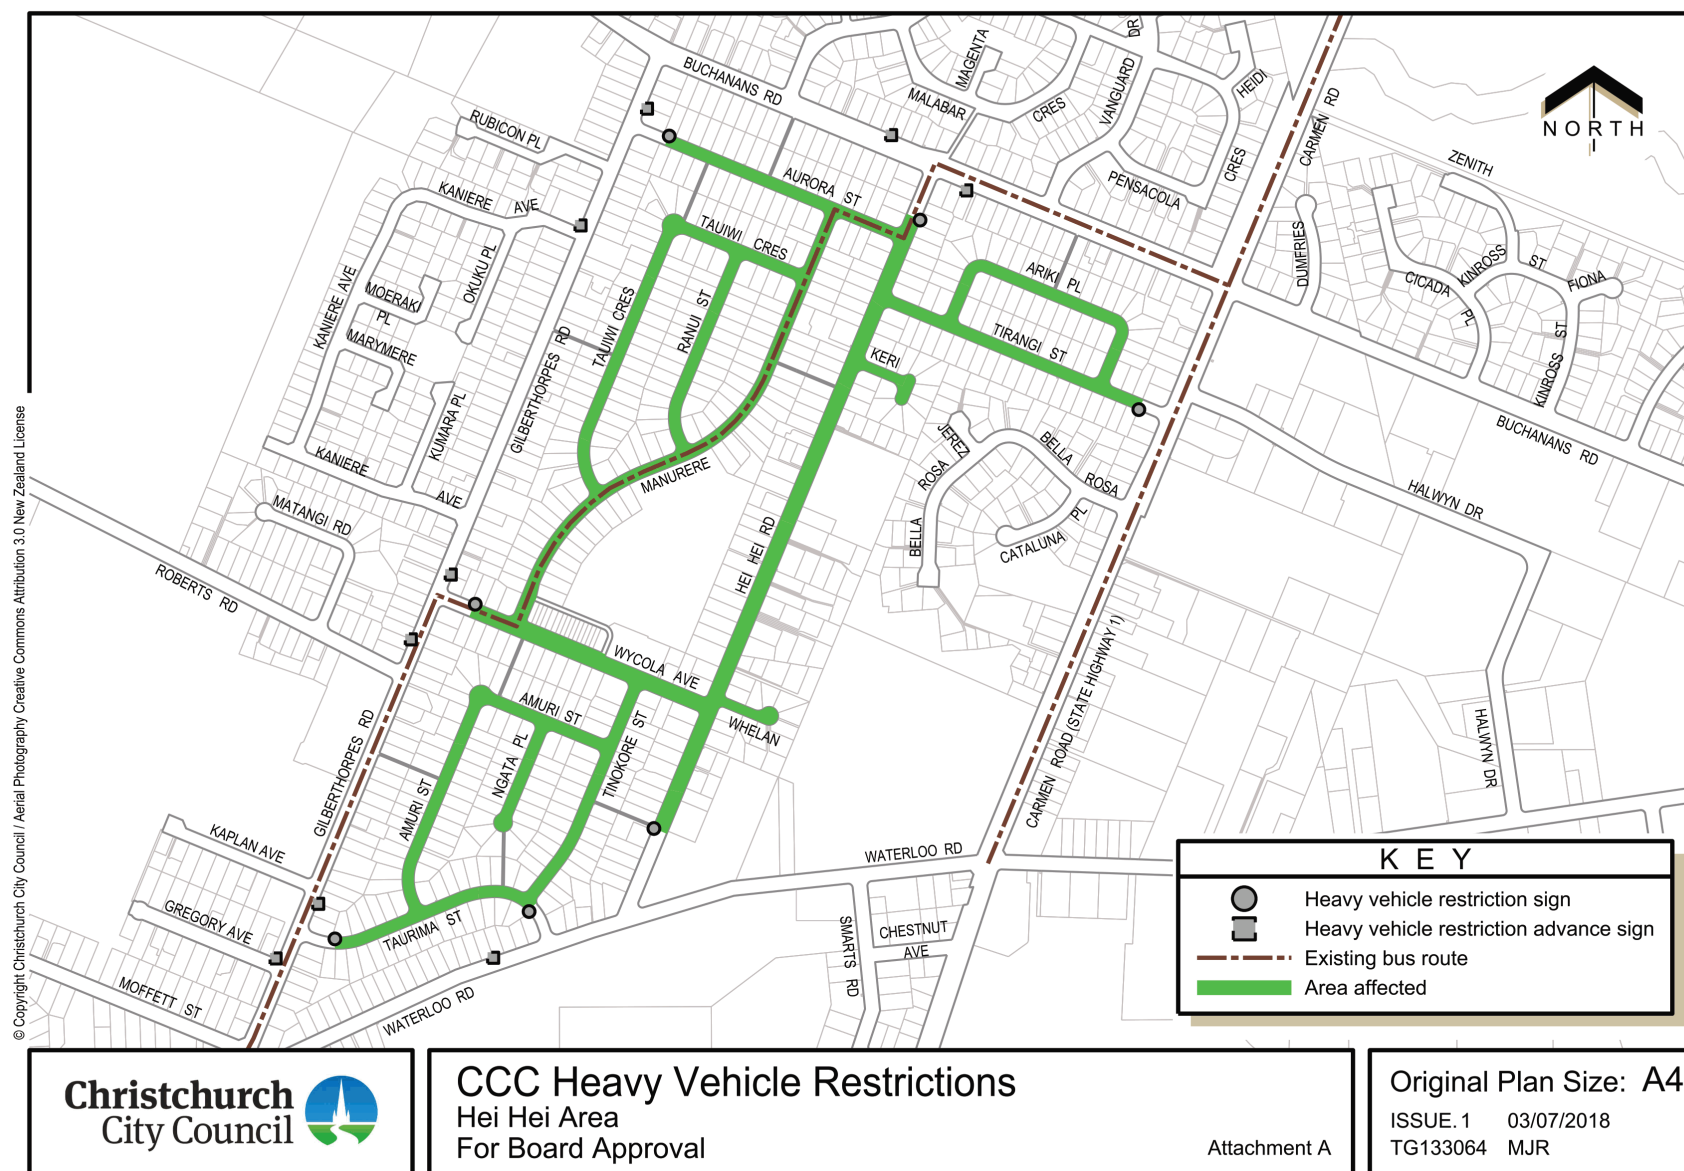 BUCHANANS RD
MAGENTA
DR
MALABAR
CRES
VANGUARD
HEIDI
CRES
CARMEN RD
NORTH
ZENITH
RUBICON PL
KANIERE AVE
AURORA ST
PENSACOLA
TAUIWI CRES
OKUKU PL
DUMFRIES
KINROSS ST
FIONA
CICADA PL
ARIKI PL
KANIERE AVE
MOERAKI PL
MARYMERE
TAUIWI CRES
RANUI ST
TIRANGI ST
KERI
KINROSS ST
GILBERTHORPES RD
KUMARA PL
KANIERE AVE
MANURERE
JEREZ
BELLA ROSA
BELLA ROSA
BUCHANANS RD
HALWYN DR
MATANGI RD
CATALUNA PL
HEI HEI RD
ROBERTS RD
WYCOLA AVE
WHELAN
CARMEN ROAD (STATE HIGHWAY 1)
AMURI ST
NGATA PL
TINOKORE ST
HALWYN DR
GILBERTHORPES RD
AMURI ST
KAPLAN AVE
WATERLOO RD
GREGORY AVE
TAURIMA ST
SMARTS RD
CHESTNUT AVE
MOFFETT ST
WATERLOO RD
© Copyright Christchurch City Council / Aerial Photography Creative Commons Attribution 3.0 New Zealand License
KEY
Heavy vehicle restriction sign
Heavy vehicle restriction advance sign
Existing bus route
Area affected
Christchurch
City Council
CCC Heavy Vehicle Restrictions
Hei Hei Area
For Board Approval
Attachment A
Original Plan Size: A4
ISSUE. 1 03/07/2018
TG133064 MJR